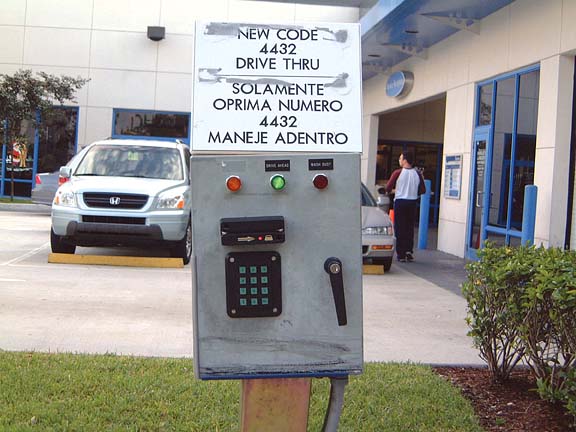 NEW CODE
4432
DRIVE THRU
SOLAMENTE
OPRIMA NUMERO
4432
MANEJE ADENTRO
DRIVE AHEAD
WASH BUSY